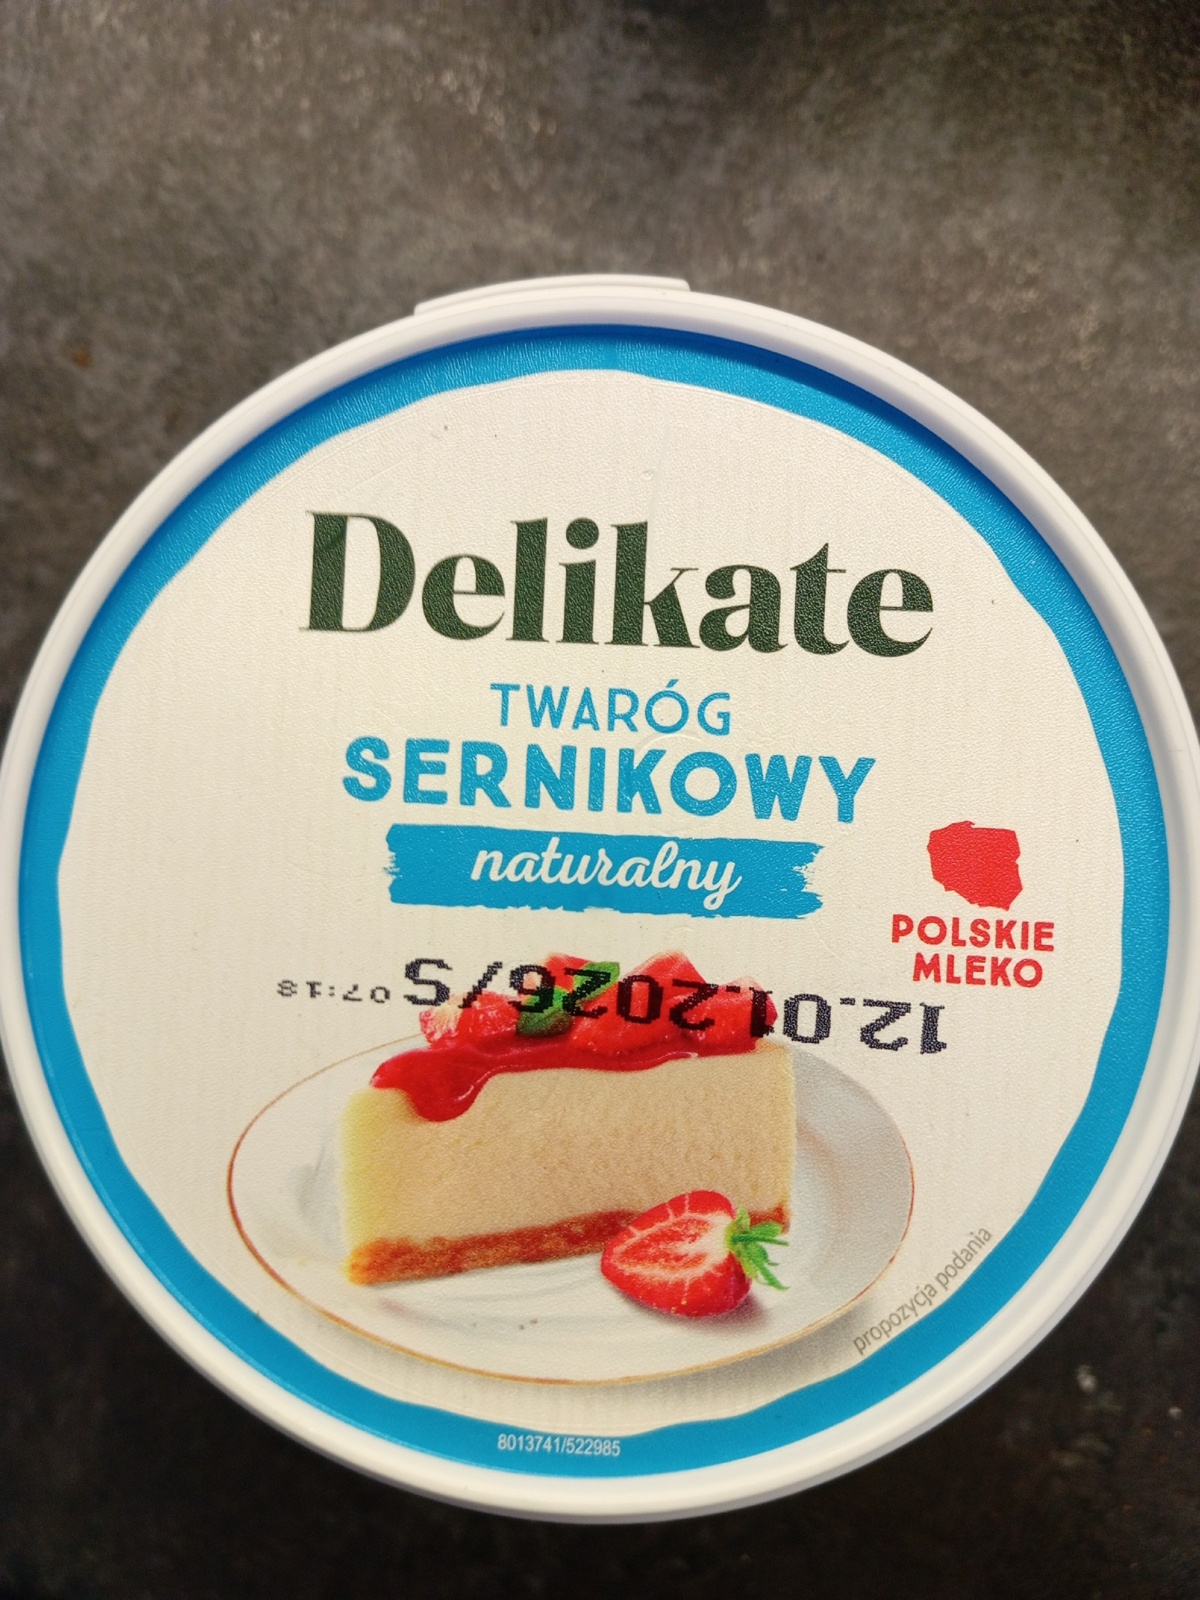 Delikate
TWARÓG
SERNIKOWY
naturalny
POLSKIE
MLEKO
12.01.2026/S 07:18
propozycja podania
8013741/522985